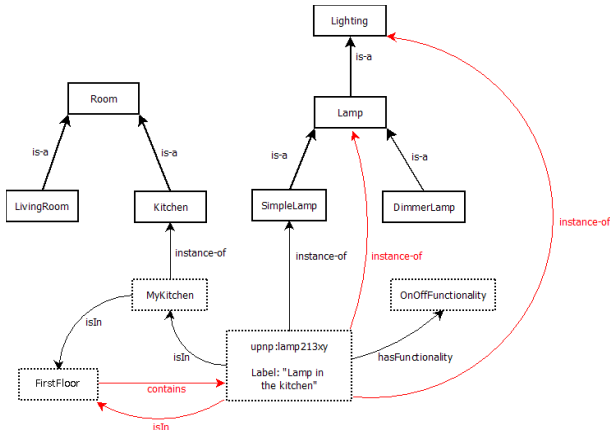 Lighting
is-a
Room
Lamp
is-a
is-a
is-a
is-a
LivingRoom
Kitchen
SimpleLamp
DimmerLamp
instance-of
instance-of
instance-of
instance-of
MyKitchen
OnOffFunctionality
isIn
upnp:lamp213xy
isIn
hasFunctionality
Label: "Lamp in
the kitchen"
FirstFloor
contains
isIn